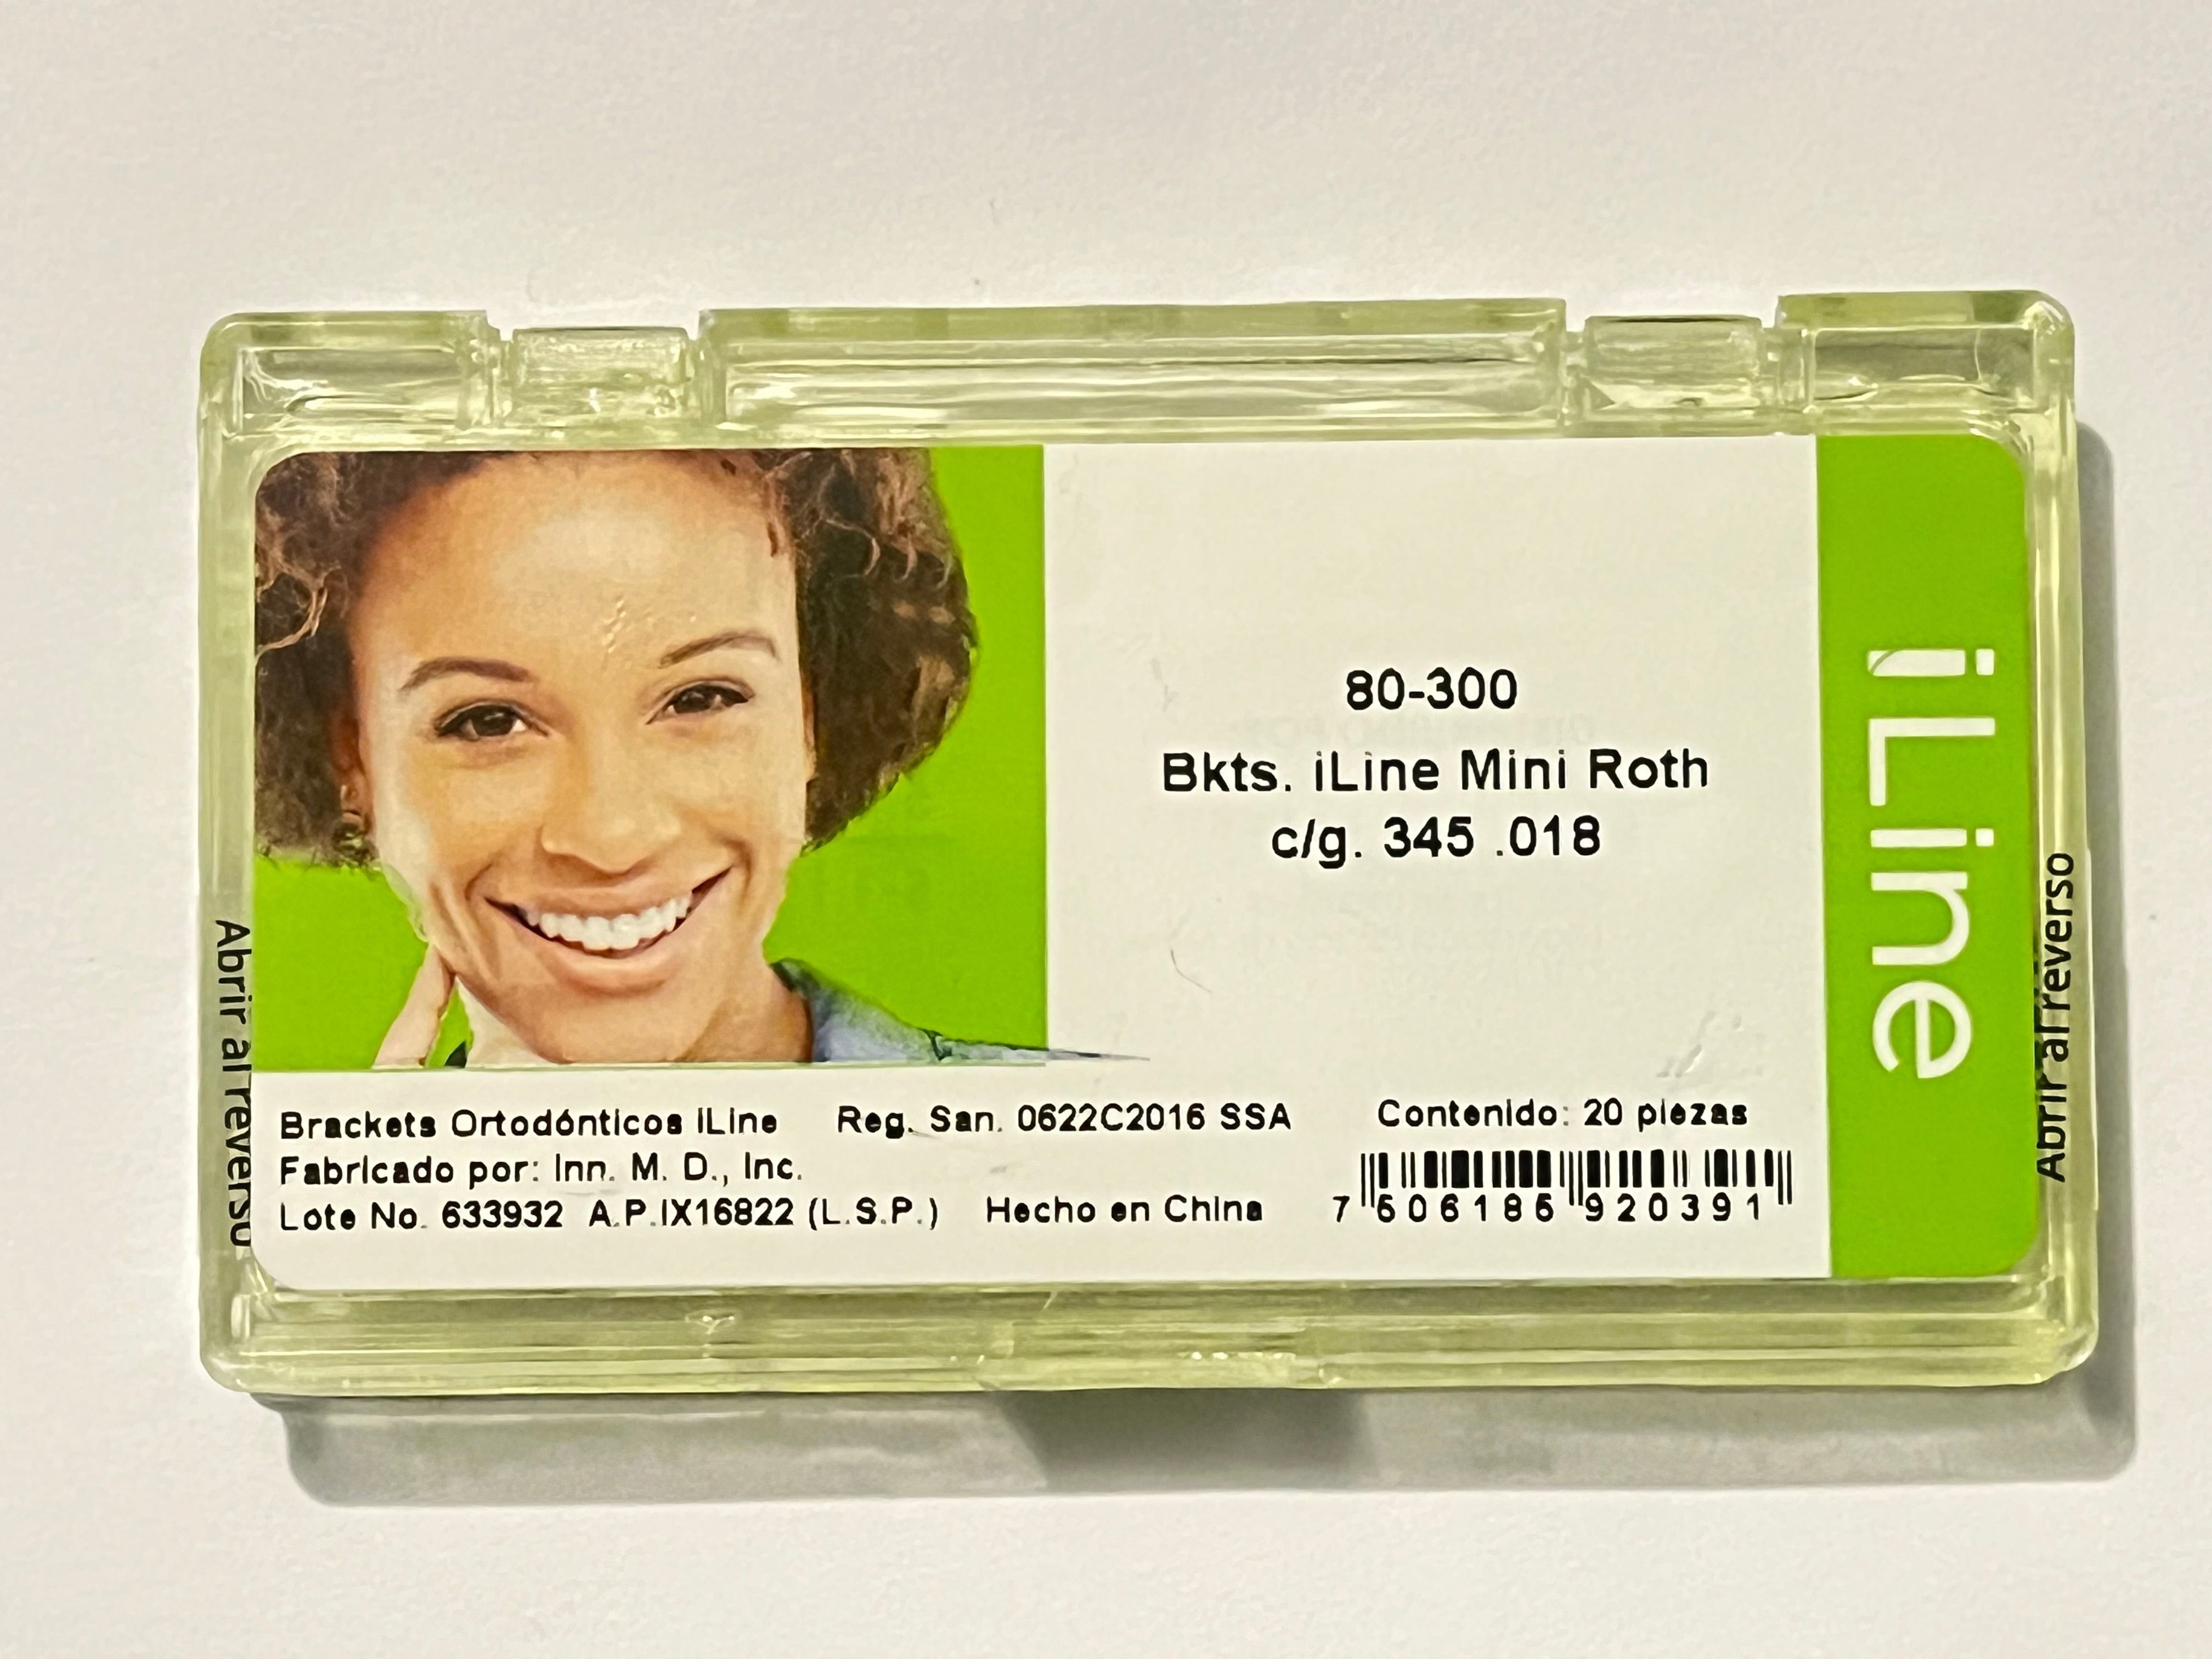 80-300
Bkts. iLine Mini Roth
c/g. 345 .018
iLine
Abrir al reverso
Abrir al reverso
Brackets Ortodónticos iLine Reg. San. 0622C2016 SSA Contenido: 20 piezas
Fabricado por: Inn. M. D., Inc.
Lote No. 633932 A.P.IX16822 (L.S.P.) Hecho en China
7 506186 920391